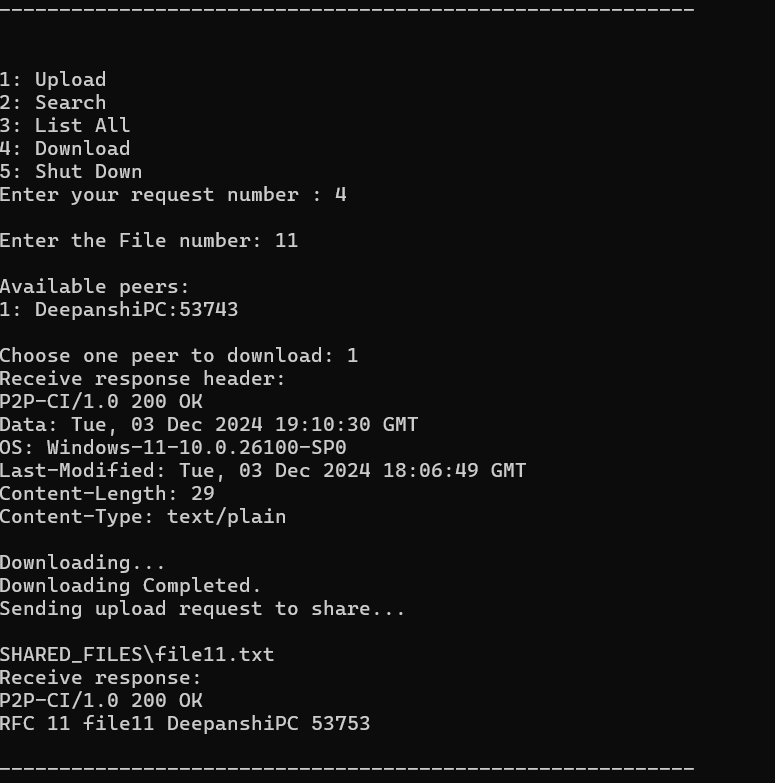 ----------------------------------------------------------
1: Upload
2: Search
3: List All
4: Download
5: Shut Down
Enter your request number : 4
Enter the File number: 11
Available peers:
1: DeepanshiPC:53743
Choose one peer to download: 1
Receive response header:
P2P-CI/1.0 200 OK
Data: Tue, 03 Dec 2024 19:10:30 GMT
OS: Windows-11-10.0.26100-SP0
Last-Modified: Tue, 03 Dec 2024 18:06:49 GMT
Content-Length: 29
Content-Type: text/plain
Downloading...
Downloading Completed.
Sending upload request to share...
SHARED_FILES\file11.txt
Receive response:
P2P-CI/1.0 200 OK
RFC 11 file11 DeepanshiPC 53753
----------------------------------------------------------